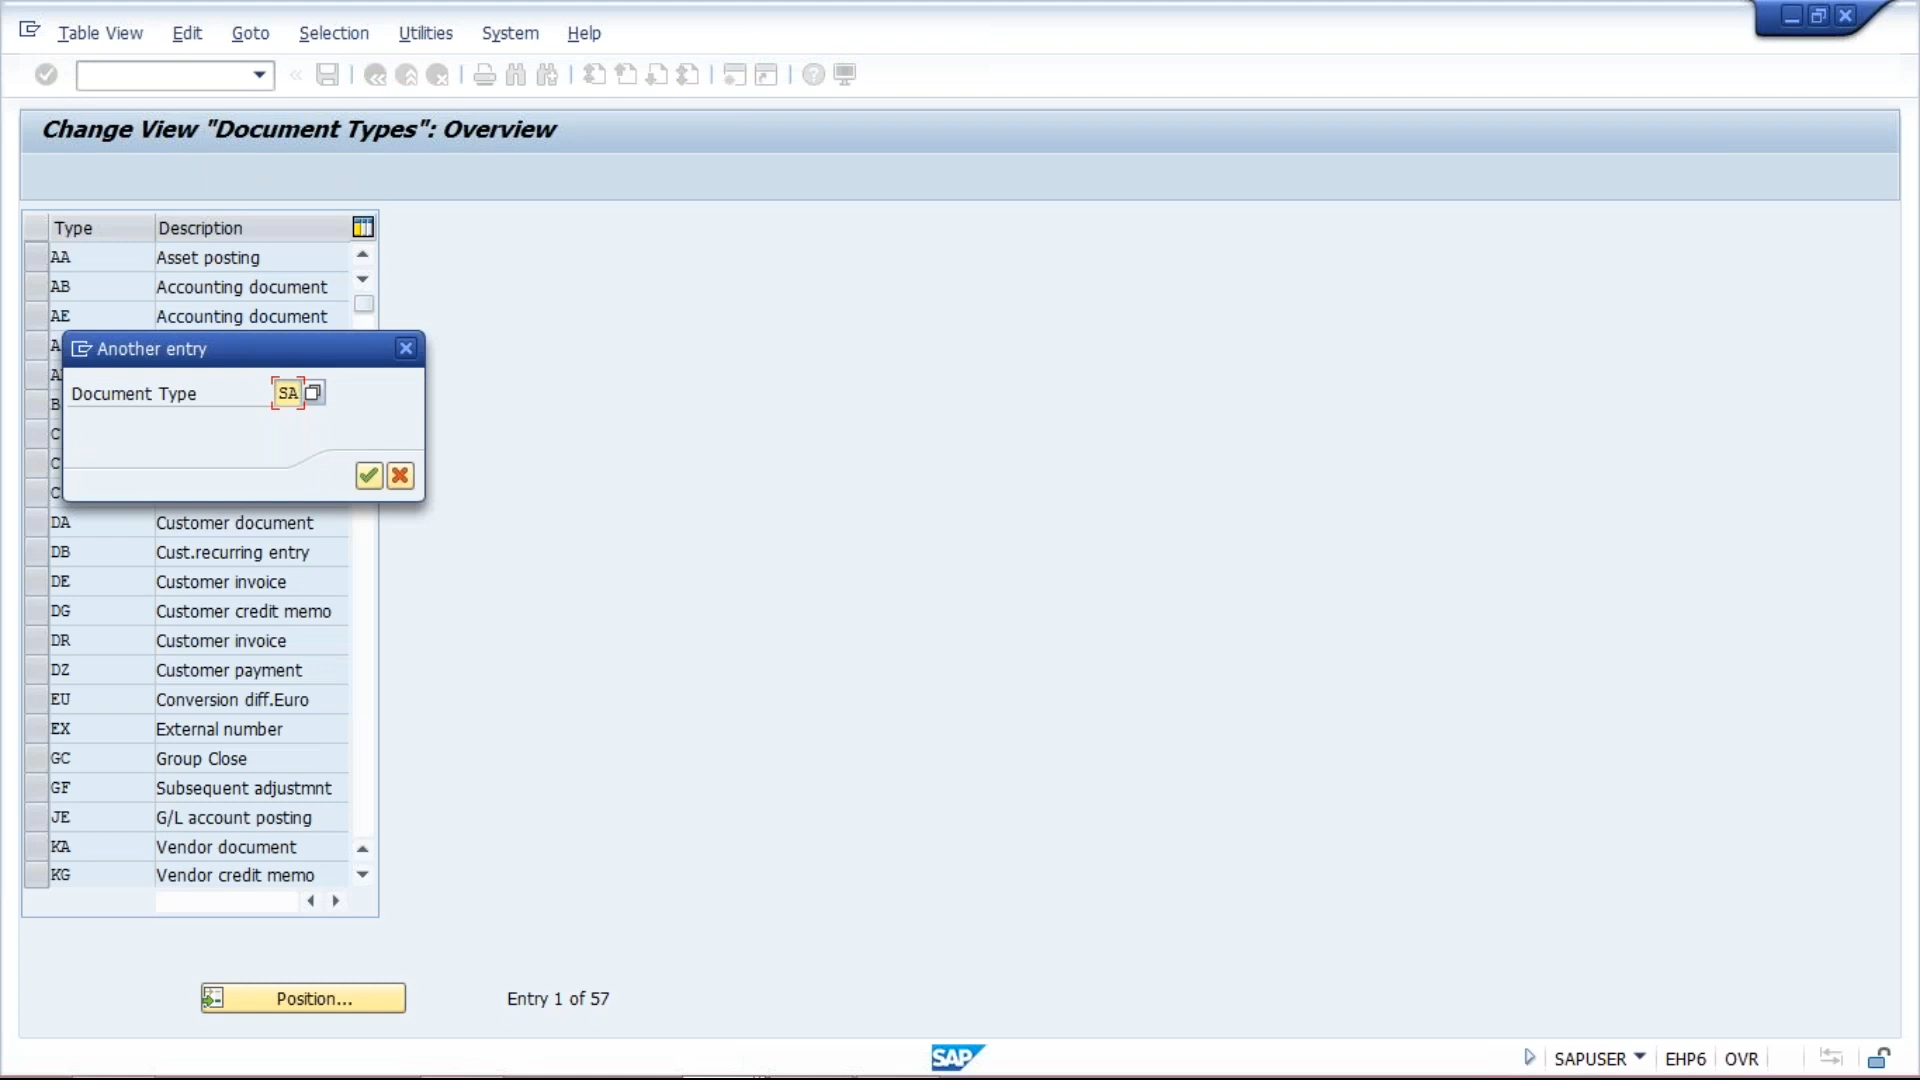 Table View Edit Goto Selection Utilities System Help
Change View "Document Types": Overview
Type Description
AA Asset posting
AB Accounting document
AE Accounting document
Another entry
Document Type SA
DA Customer document
DB Cust.recurring entry
DE Customer invoice
DG Customer credit memo
DR Customer invoice
DZ Customer payment
EU Conversion diff.Euro
EX External number
GC Group Close
GF Subsequent adjustmnt
JE G/L account posting
KA Vendor document
KG Vendor credit memo
Position... Entry 1 of 57
SAP SAPUSER EHP6 OVR